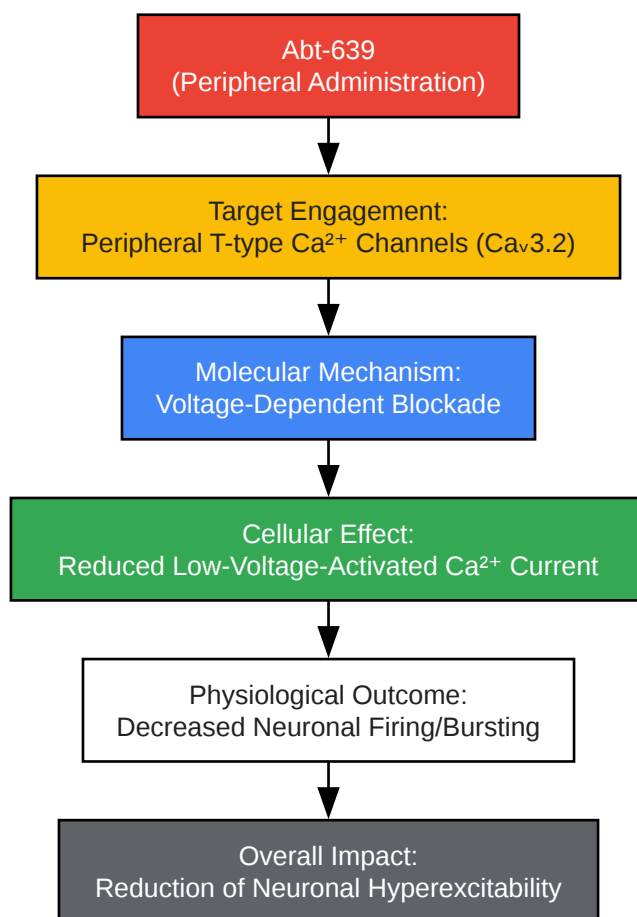 Abt-639
(Peripheral Administration)
Target Engagement:
Peripheral T-type Ca²⁺ Channels (Caᵥ3.2)
Molecular Mechanism:
Voltage-Dependent Blockade
Cellular Effect:
Reduced Low-Voltage-Activated Ca²⁺ Current
Physiological Outcome:
Decreased Neuronal Firing/Bursting
Overall Impact:
Reduction of Neuronal Hyperexcitability